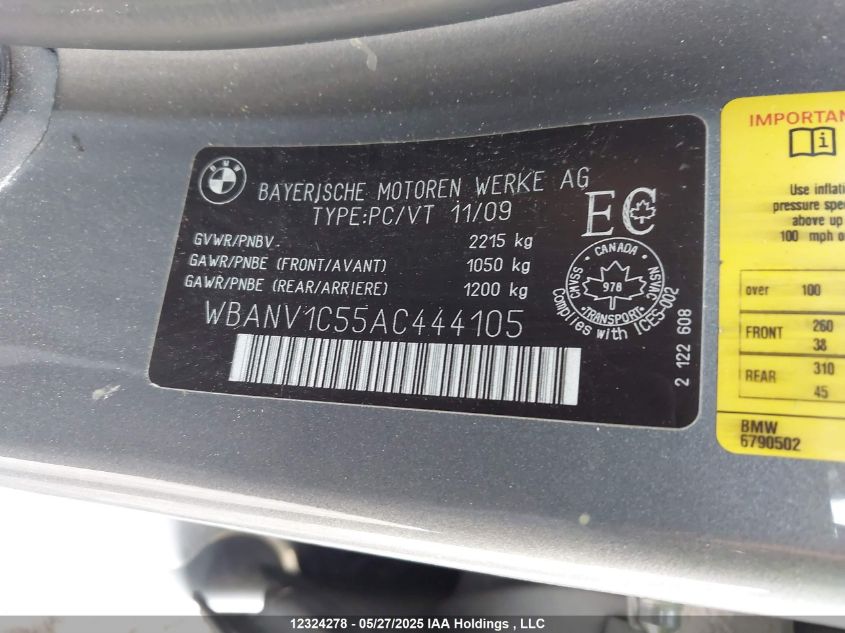 BMW
BAYERISCHE MOTOREN WERKE AG
TYPE:PC/VT 11/09
GVWR/PNBV 2215 kg
GAWR/PNBE (FRONT/AVANT) 1050 kg
GAWR/PNBE (REAR/ARRIERE) 1200 kg
WBANV1C55AC444105
EC
CANADA
CMVSS
NSVAC
978
TRANSPORT
Complies with ICES-002
2 122 608
IMPORTAN
i
Use inflati
pressure spe
above up
100 mph o
over 100
FRONT 260
38
REAR 310
45
BMW
6790502
12324278 - 05/27/2025 IAA Holdings , LLC